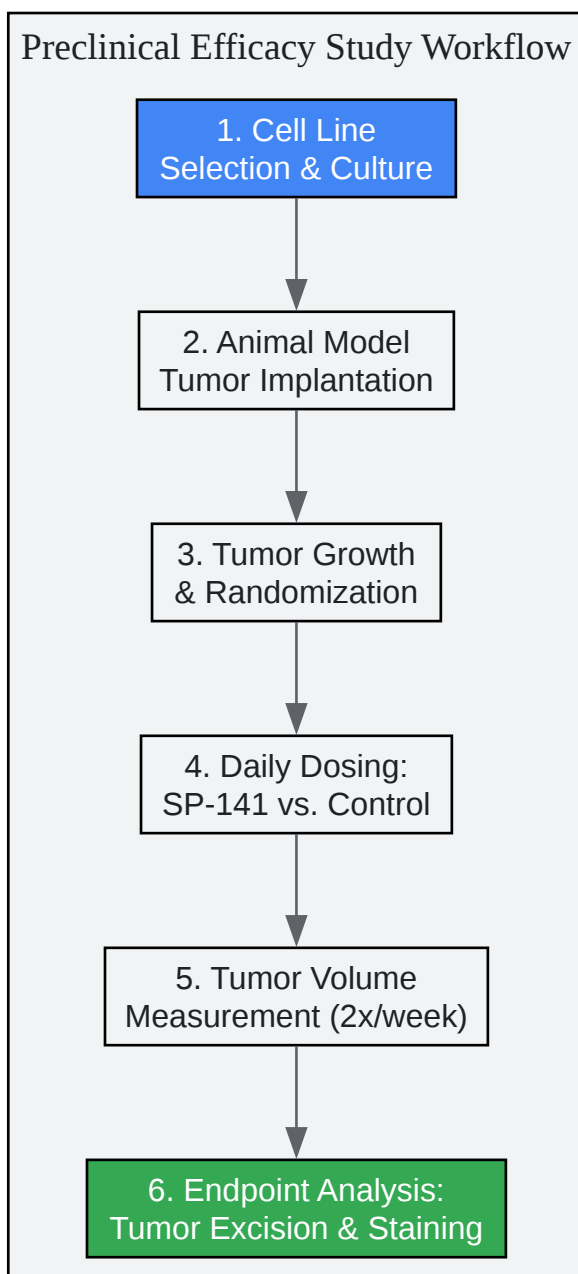 Preclinical Efficacy Study Workflow
1. Cell Line
Selection & Culture
2. Animal Model
Tumor Implantation
3. Tumor Growth
& Randomization
4. Daily Dosing:
SP-141 vs. Control
5. Tumor Volume
Measurement (2x/week)
6. Endpoint Analysis:
Tumor Excision & Staining